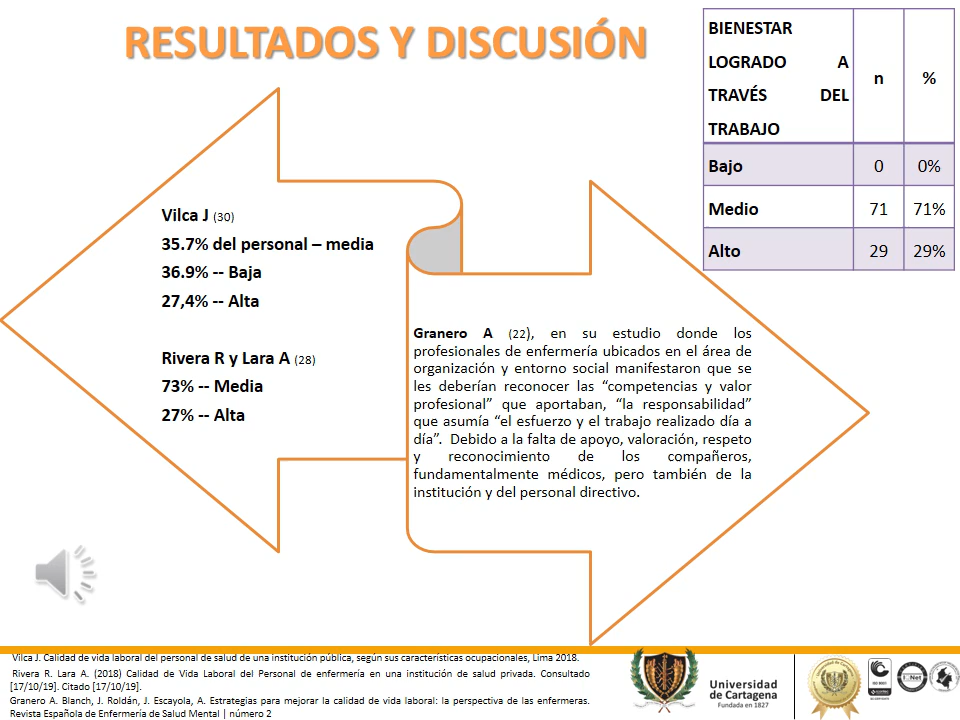 RESULTADOS Y DISCUSIÓN
BIENESTAR
LOGRADO A
TRAVÉS DEL
TRABAJO
n
%
Bajo 0 0%
Medio 71 71%
Alto 29 29%
Vilca J (30)
35.7% del personal – media
36.9% -- Baja
27,4% -- Alta
Rivera R y Lara A (28)
73% -- Media
27% -- Alta
Granero A (22), en su estudio donde los
profesionales de enfermería ubicados en el área de
organización y entorno social manifestaron que se
les deberían reconocer las “competencias y valor
profesional” que aportaban, “la responsabilidad”
que asumía “el esfuerzo y el trabajo realizado día a
día”. Debido a la falta de apoyo, valoración, respeto
y reconocimiento de los compañeros,
fundamentalmente médicos, pero también de la
institución y del personal directivo.
Vilca J. Calidad de vida laboral del personal de salud de una institución pública, según sus características ocupacionales, Lima 2018.
Rivera R. Lara A. (2018) Calidad de Vida Laboral del Personal de enfermería en una institución de salud privada. Consultado
[17/10/19]. Citado [17/10/19].
Granero A. Blanch, J. Roldán, J. Escayola, A. Estrategias para mejorar la calidad de vida laboral: la perspectiva de las enfermeras.
Revista Española de Enfermería de Salud Mental | número 2
Universidad
de Cartagena
Fundada en 1827